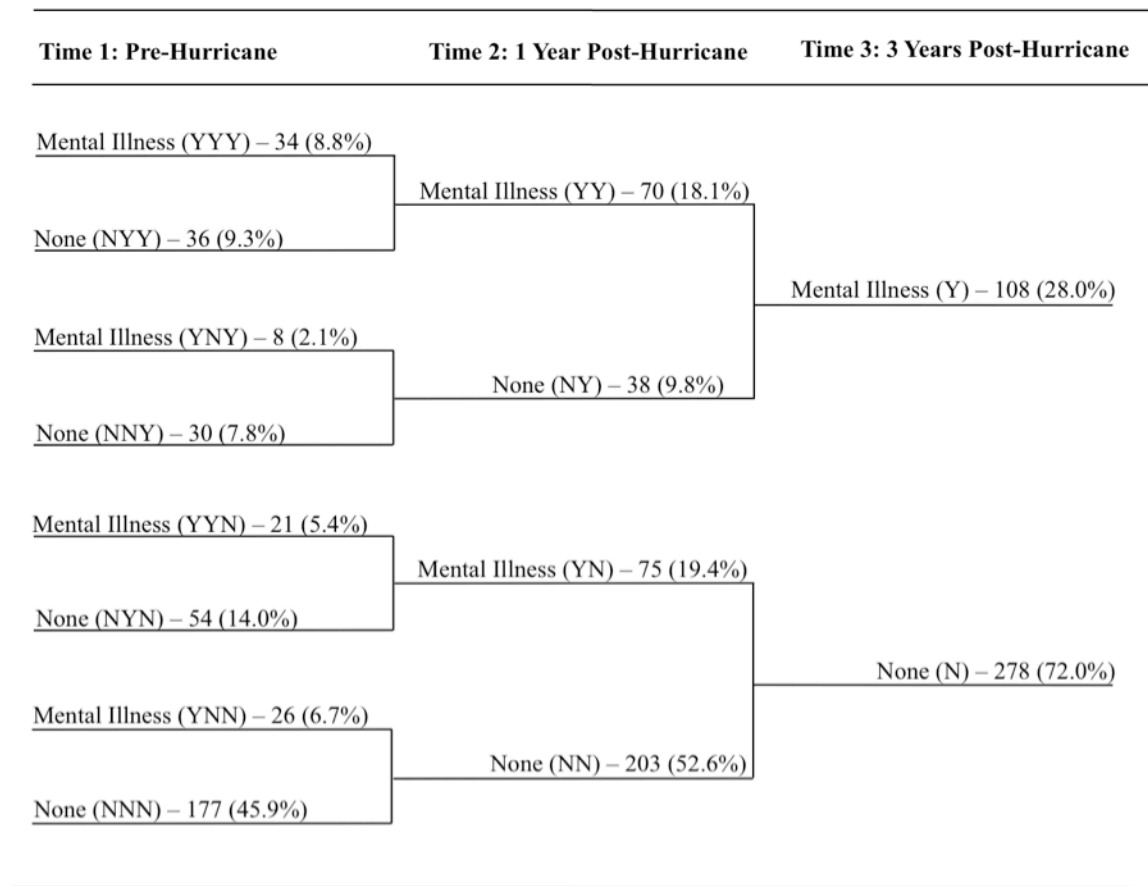 Time 1: Pre-Hurricane
Time 2: 1 Year Post-Hurricane
Time 3: 3 Years Post-Hurricane
Mental Illness (YYY) – 34 (8.8%)
Mental Illness (YY) – 70 (18.1%)
None (NYY) – 36 (9.3%)
Mental Illness (Y) – 108 (28.0%)
Mental Illness (YNY) – 8 (2.1%)
None (NY) – 38 (9.8%)
None (NNY) – 30 (7.8%)
Mental Illness (YYN) – 21 (5.4%)
Mental Illness (YN) – 75 (19.4%)
None (NYN) – 54 (14.0%)
None (N) – 278 (72.0%)
Mental Illness (YNN) – 26 (6.7%)
None (NN) – 203 (52.6%)
None (NNN) – 177 (45.9%)